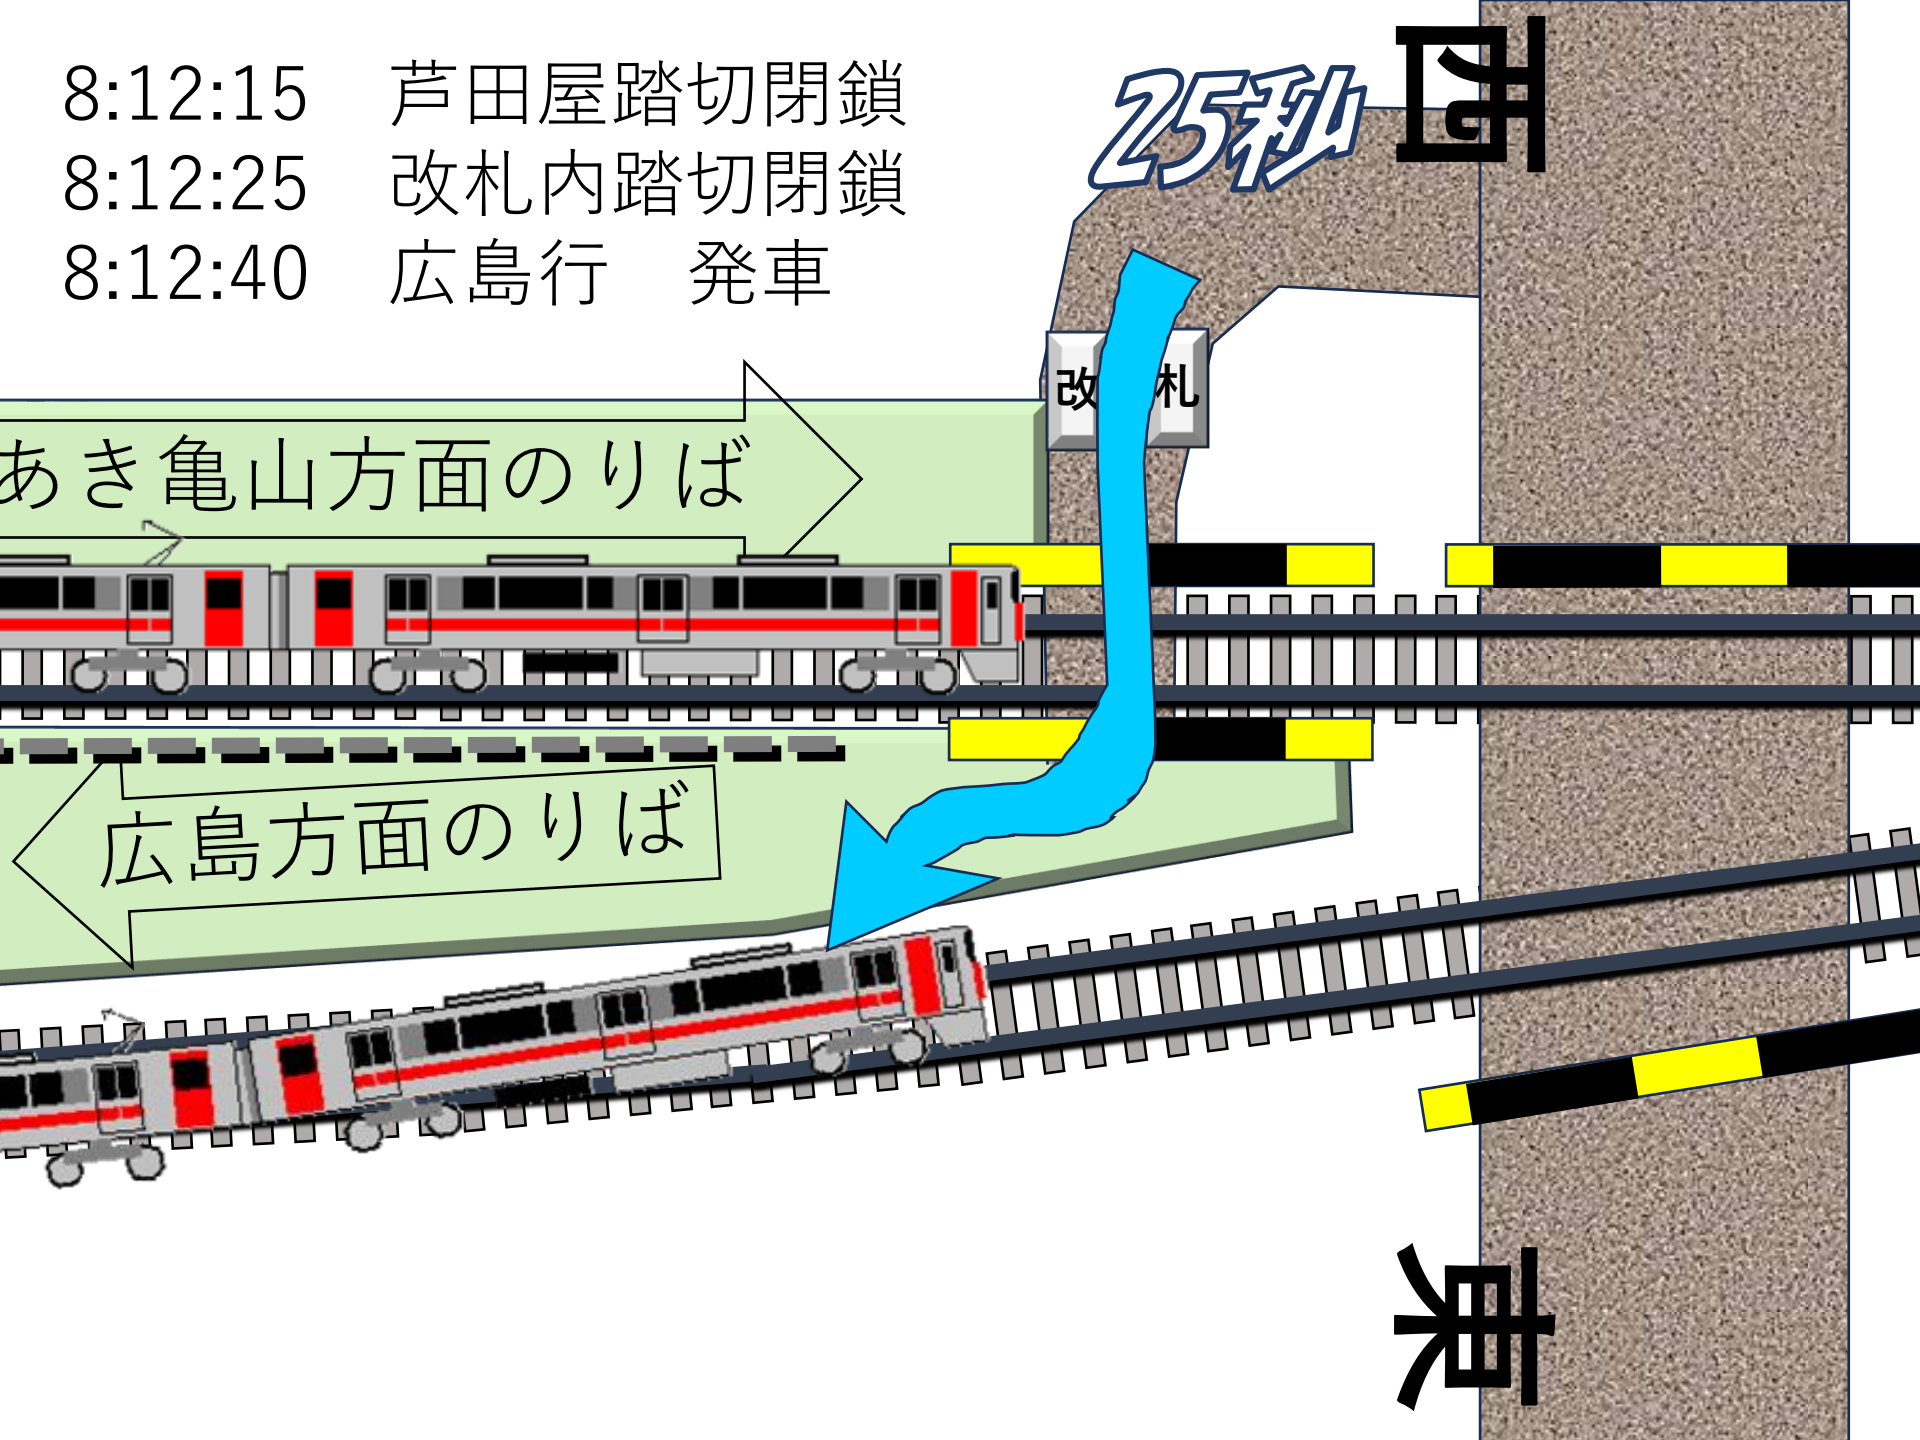 8:12:15　芦田屋踏切閉鎖
8:12:25　改札内踏切閉鎖
8:12:40　広島行　発車
25秒
西
改札
あき亀山方面のりば
広島方面のりば
東